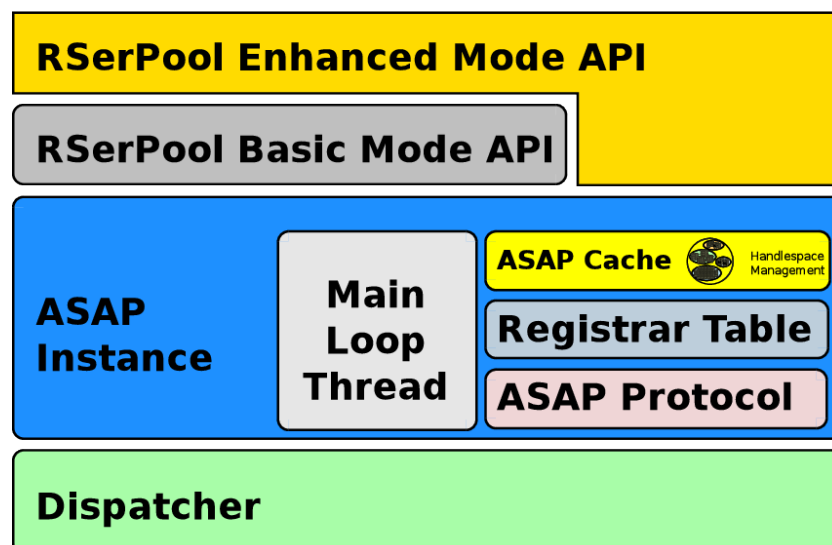 RSerPool Enhanced Mode API
RSerPool Basic Mode API
ASAP
Instance
Main
Loop
Thread
ASAP Cache
Handlespace
Management
Registrar Table
ASAP Protocol
Dispatcher